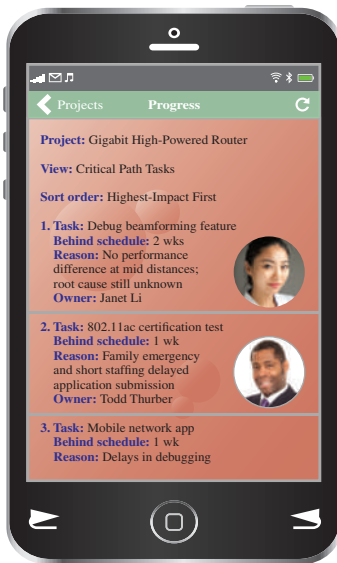 Projects Progress
Project: Gigabit High-Powered Router
View: Critical Path Tasks
Sort order: Highest-Impact First
1. Task: Debug beamforming feature
Behind schedule: 2 wks
Reason: No performance
difference at mid distances;
root cause still unknown
Owner: Janet Li
2. Task: 802.11ac certification test
Behind schedule: 1 wk
Reason: Family emergency
and short staffing delayed
application submission
Owner: Todd Thurber
3. Task: Mobile network app
Behind schedule: 1 wk
Reason: Delays in debugging